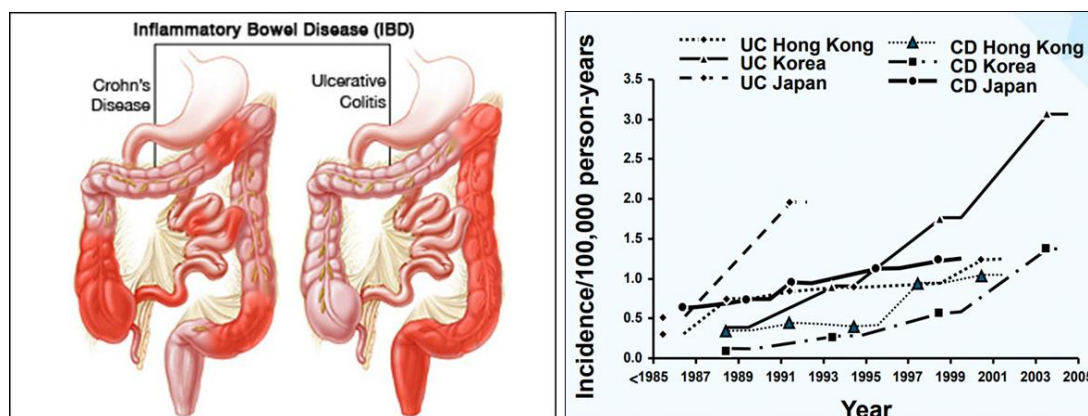 Inflammatory Bowel Disease (IBD)
Crohn's
Disease
Ulcerative
Colitis
UC Hong Kong
UC Korea
UC Japan
CD Hong Kong
CD Korea
CD Japan
Incidence/100,000 person-years
3.5
3.0
2.5
2.0
1.5
1.0
0.5
0.0
<1985 1987 1989 1991 1993 1995 1997 1999 2001 2003 2005
Year